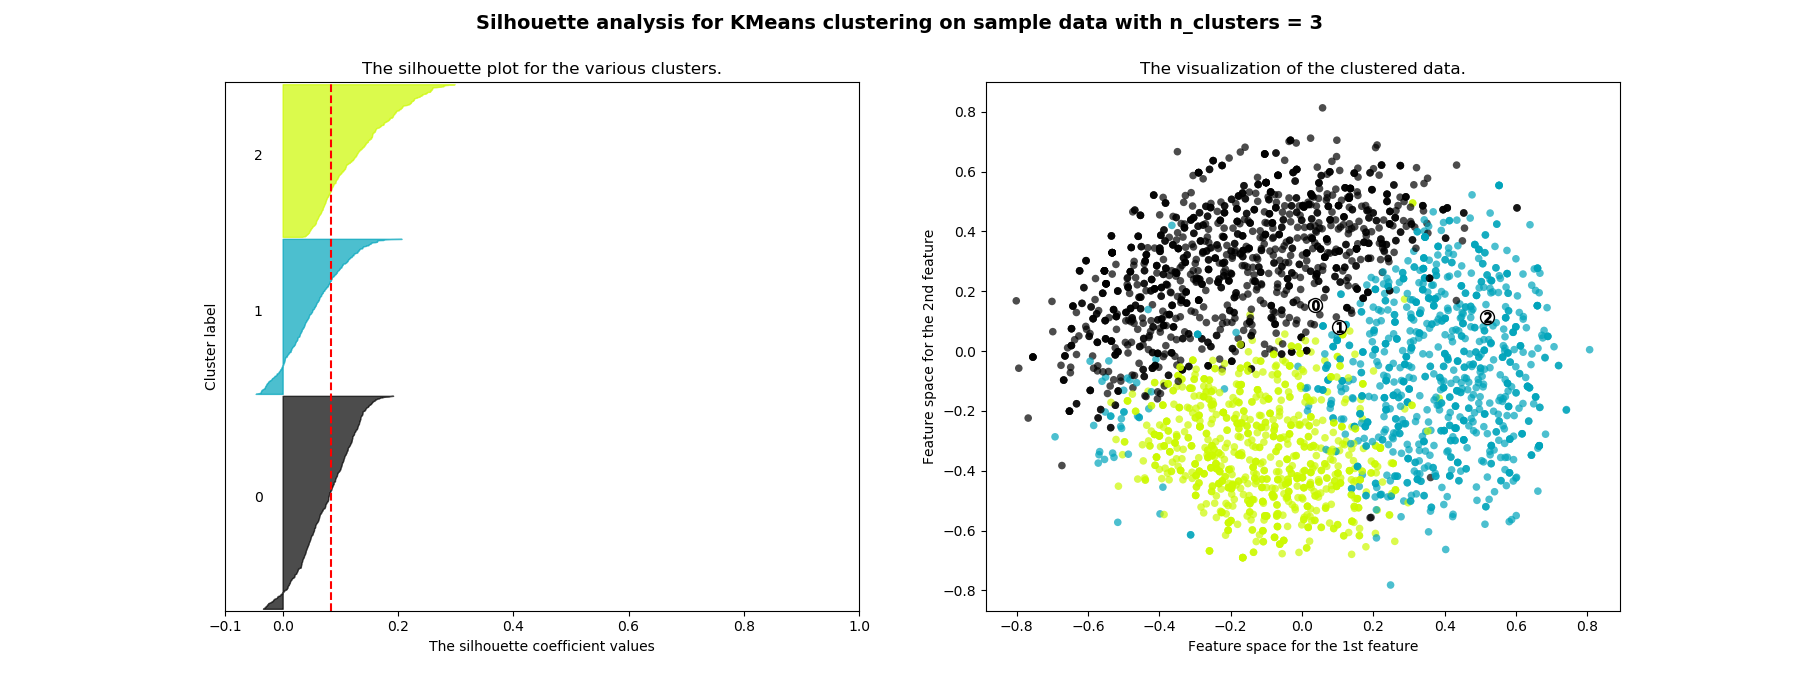 Silhouette analysis for KMeans clustering on sample data with n_clusters = 3
The silhouette plot for the various clusters.
2
1
0
Cluster label
−0.1 0.0 0.2 0.4 0.6 0.8 1.0
The silhouette coefficient values
The visualization of the clustered data.
0.8
0.6
0.4
0.2
0.0
−0.2
−0.4
−0.6
−0.8
Feature space for the 2nd feature
0
1
2
−0.8 −0.6 −0.4 −0.2 0.0 0.2 0.4 0.6 0.8
Feature space for the 1st feature